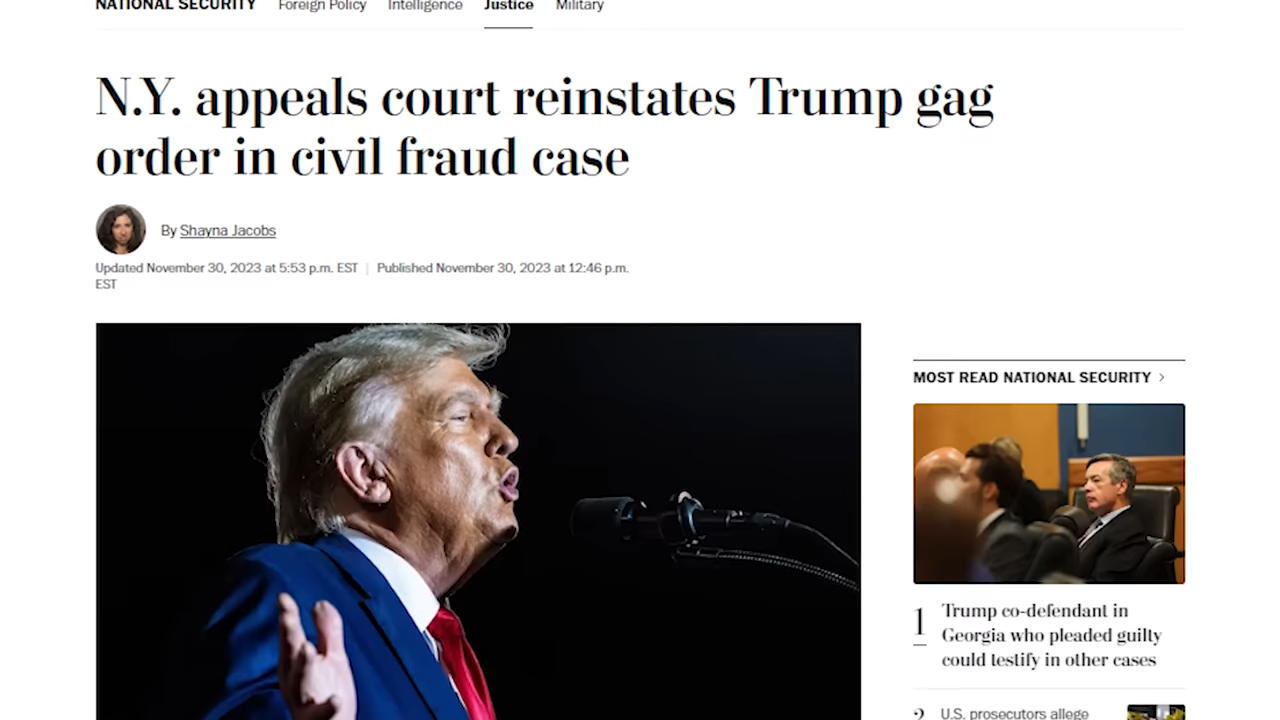 NATIONAL SECURITY Foreign Policy Intelligence Justice Military
N.Y. appeals court reinstates Trump gag
order in civil fraud case
By Shayna Jacobs
Updated November 30, 2023 at 5:53 p.m. EST | Published November 30, 2023 at 12:46 p.m.
EST
MOST READ NATIONAL SECURITY >
1 Trump co-defendant in
Georgia who pleaded guilty
could testify in other cases
2 U.S. prosecutors allege